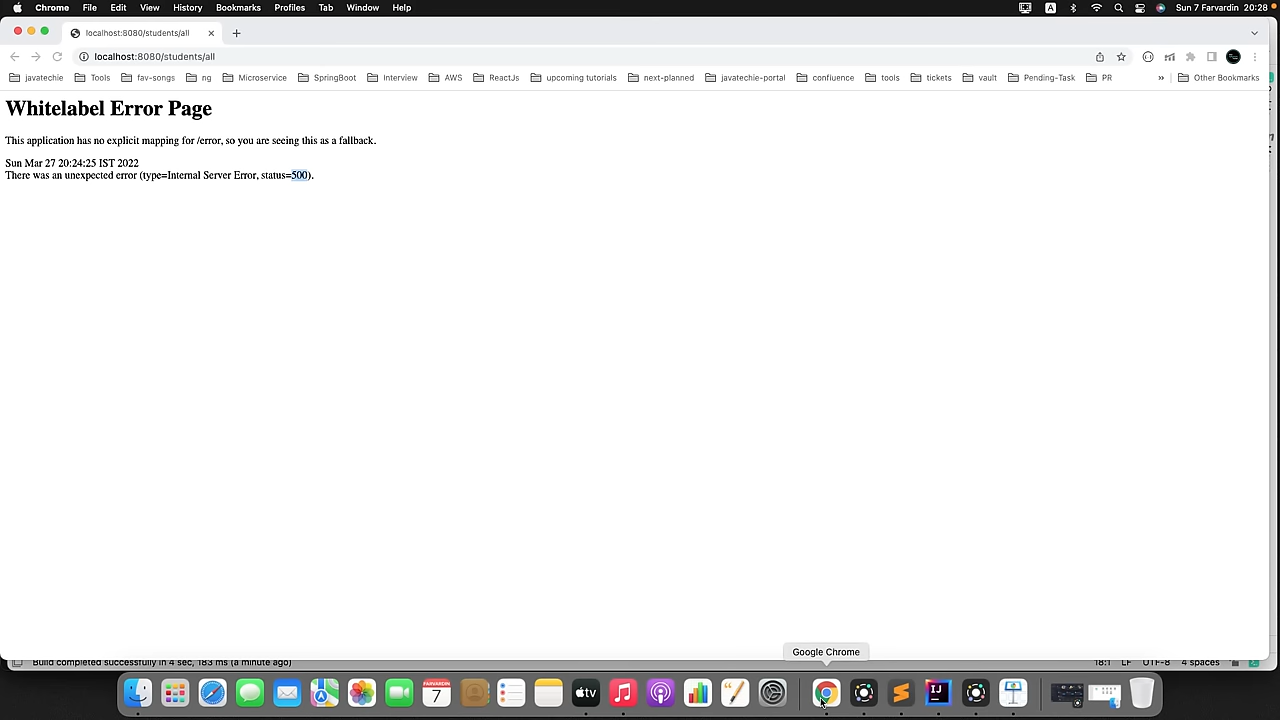 Chrome File Edit View History Bookmarks Profiles Tab Window Help A Sun 7 Farvardin 20:28
localhost:8080/students/all
localhost:8080/students/all
javatechie Tools fav-songs ng Microservice SpringBoot Interview AWS ReactJs upcoming tutorials next-planned javatechie-portal confluence tools tickets vault Pending-Task PR » Other Bookmarks
Whitelabel Error Page
This application has no explicit mapping for /error, so you are seeing this as a fallback.
Sun Mar 27 20:24:25 IST 2022
There was an unexpected error (type=Internal Server Error, status=500).
Google Chrome
Build completed successfully in 4 sec, 183 ms (a minute ago) 18:1 LF UTF-8 4 spaces
FARVARDIN
7
tv
IJ